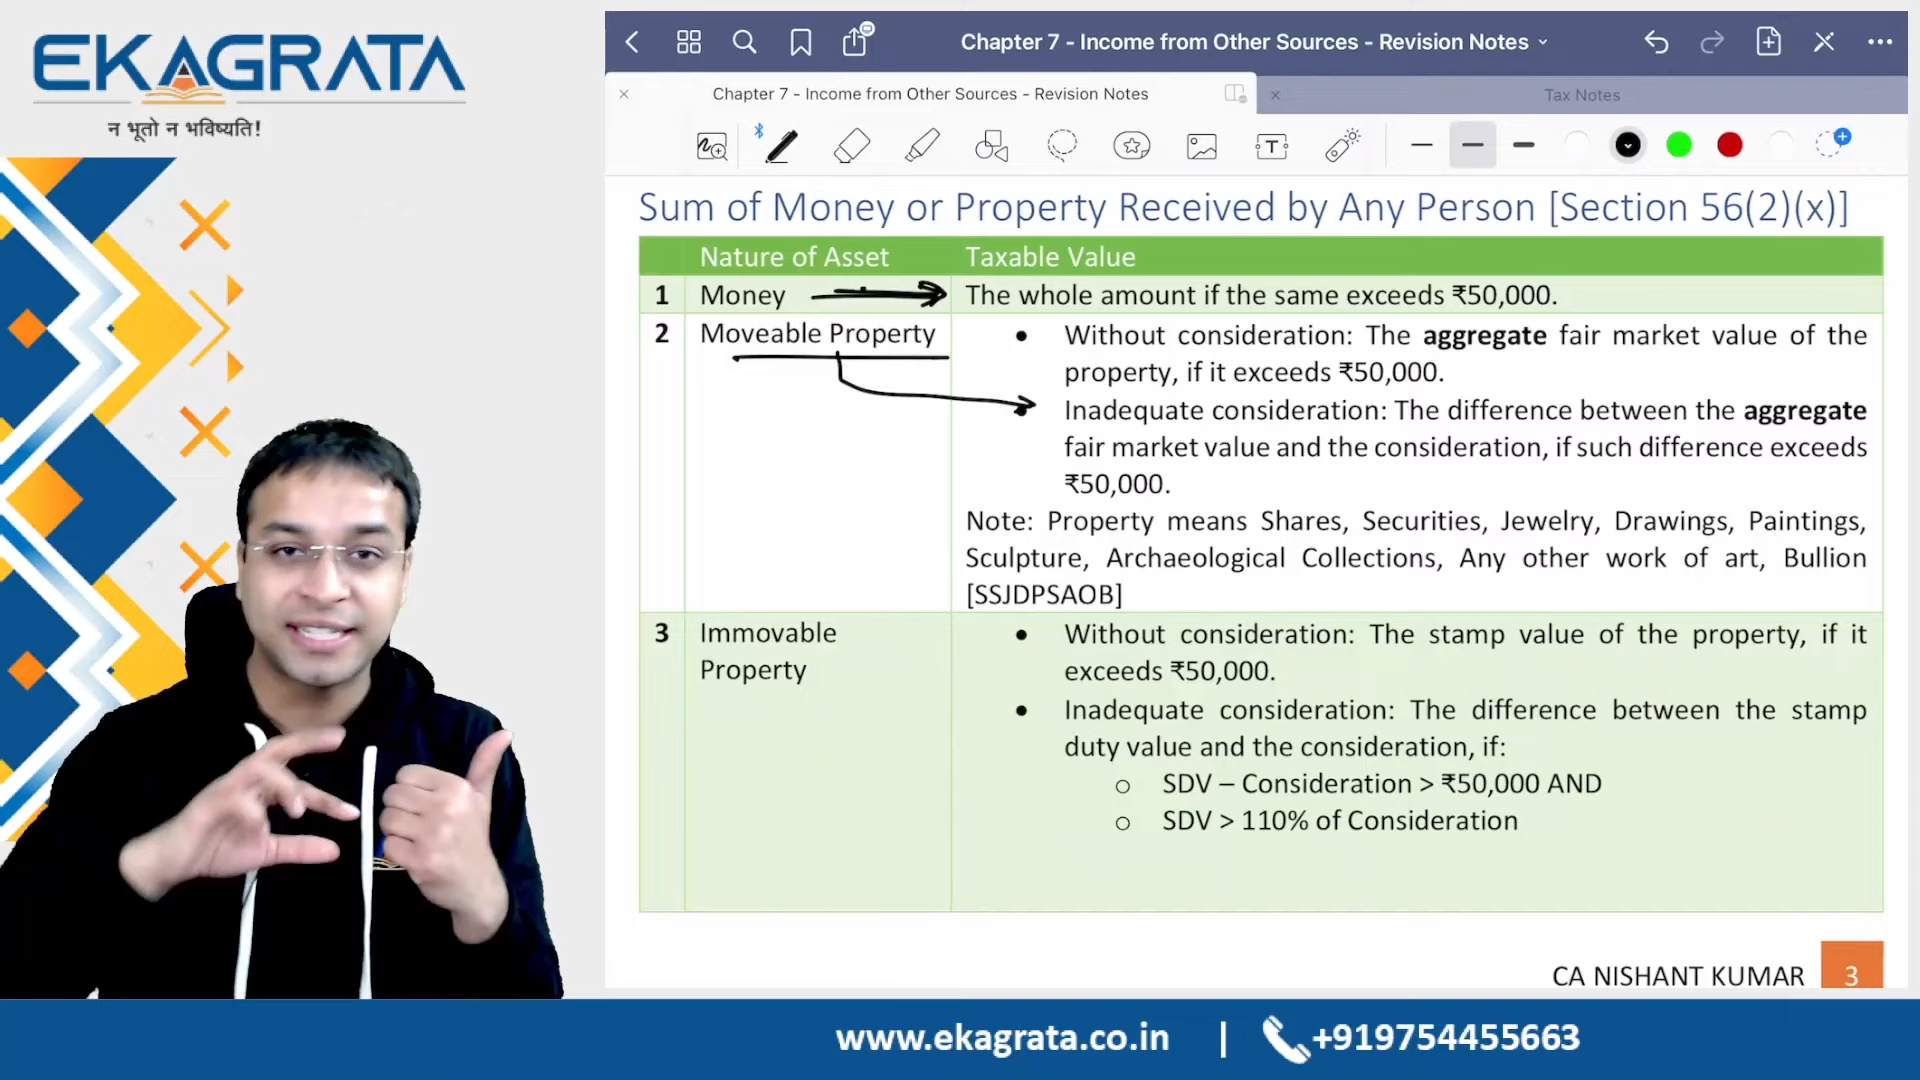 EKAGRATA
न भूतो न भविष्यति!
Chapter 7 - Income from Other Sources - Revision Notes
Chapter 7 - Income from Other Sources - Revision Notes
Tax Notes
Sum of Money or Property Received by Any Person [Section 56(2)(x)]
Nature of Asset Taxable Value
1 Money The whole amount if the same exceeds ₹50,000.
2 Moveable Property
• Without consideration: The aggregate fair market value of the
property, if it exceeds ₹50,000.
• Inadequate consideration: The difference between the aggregate
fair market value and the consideration, if such difference exceeds
₹50,000.
Note: Property means Shares, Securities, Jewelry, Drawings, Paintings,
Sculpture, Archaeological Collections, Any other work of art, Bullion
[SSJDPSAOB]
3 Immovable
Property
• Without consideration: The stamp value of the property, if it
exceeds ₹50,000.
• Inadequate consideration: The difference between the stamp
duty value and the consideration, if:
o SDV – Consideration > ₹50,000 AND
o SDV > 110% of Consideration
CA NISHANT KUMAR 3
www.ekagrata.co.in | +919754455663